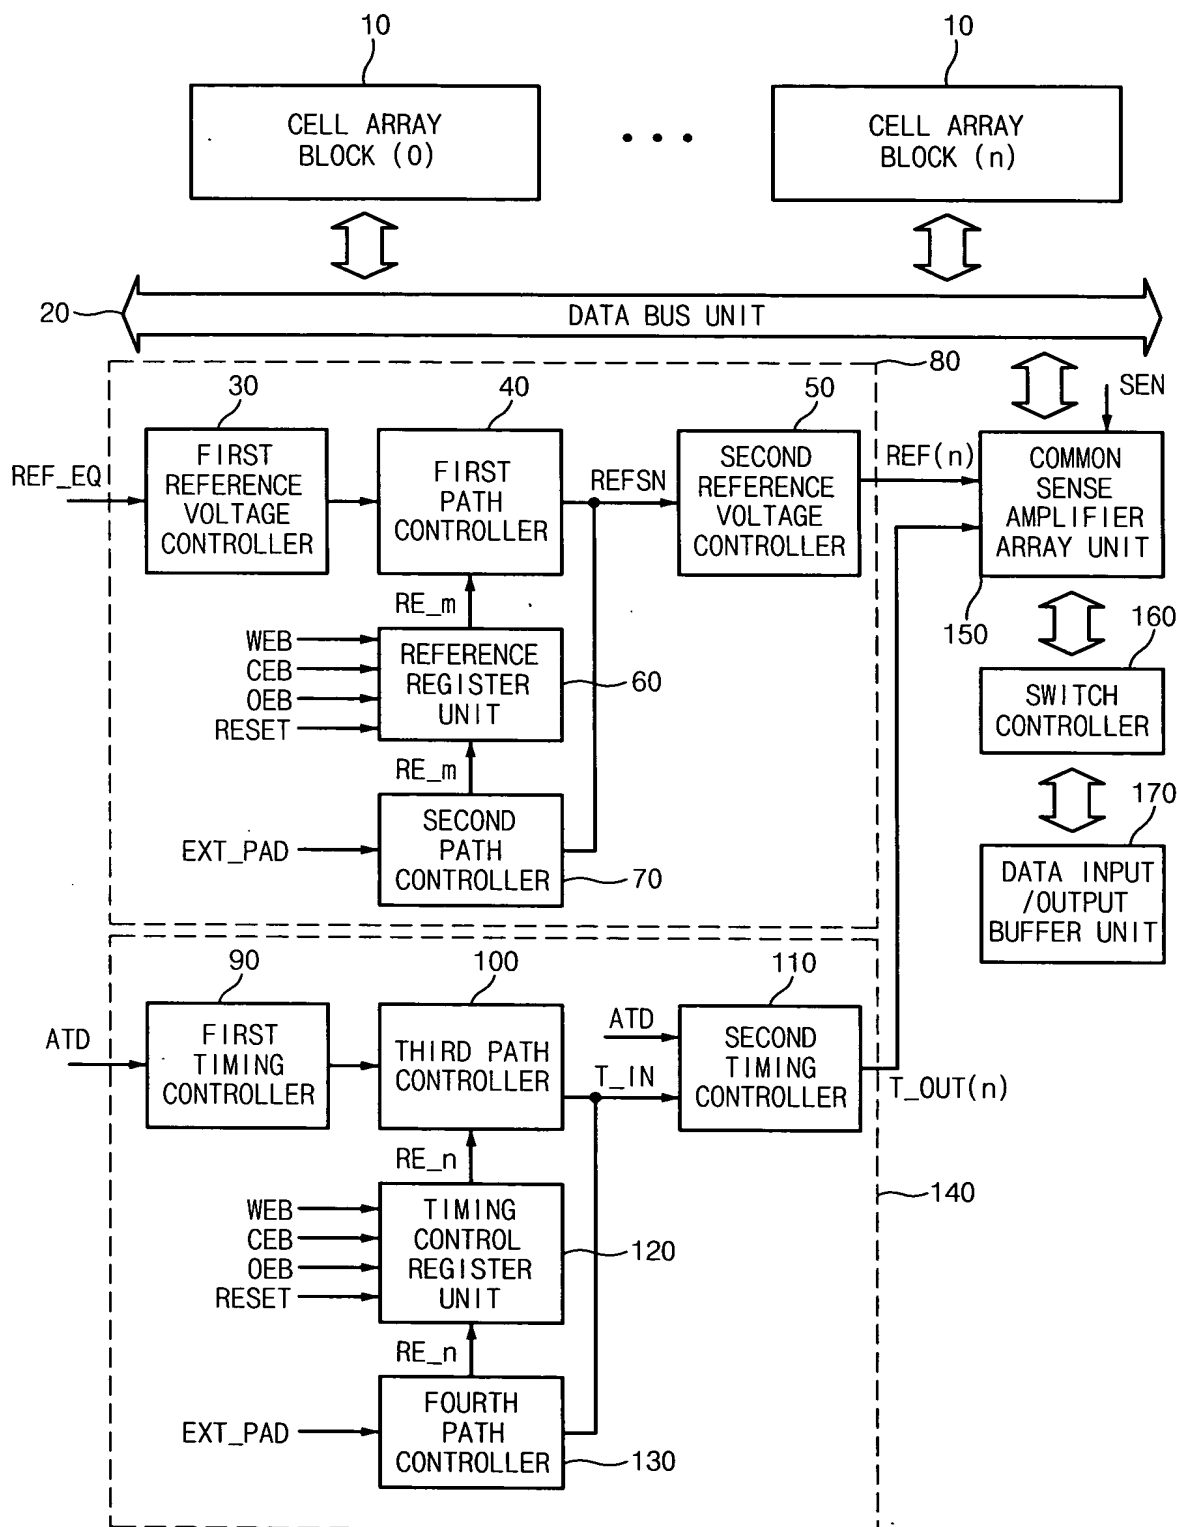 10
10
CELL ARRAY
BLOCK (0)
• • •
CELL ARRAY
BLOCK (n)
20
DATA BUS UNIT
80
30
40
50
SEN
REF_EQ
FIRST
REFERENCE
VOLTAGE
CONTROLLER
FIRST
PATH
CONTROLLER
REFSN
SECOND
REFERENCE
VOLTAGE
CONTROLLER
REF(n)
COMMON
SENSE
AMPLIFIER
ARRAY UNIT
150
RE_m
WEB
CEB
OEB
RESET
REFERENCE
REGISTER
UNIT
60
160
SWITCH
CONTROLLER
RE_m
EXT_PAD
SECOND
PATH
CONTROLLER
70
170
DATA INPUT
/OUTPUT
BUFFER UNIT
90
100
110
ATD
FIRST
TIMING
CONTROLLER
THIRD PATH
CONTROLLER
ATD
T_IN
SECOND
TIMING
CONTROLLER
T_OUT(n)
RE_n
WEB
CEB
OEB
RESET
TIMING
CONTROL
REGISTER
UNIT
120
140
RE_n
EXT_PAD
FOURTH
PATH
CONTROLLER
130